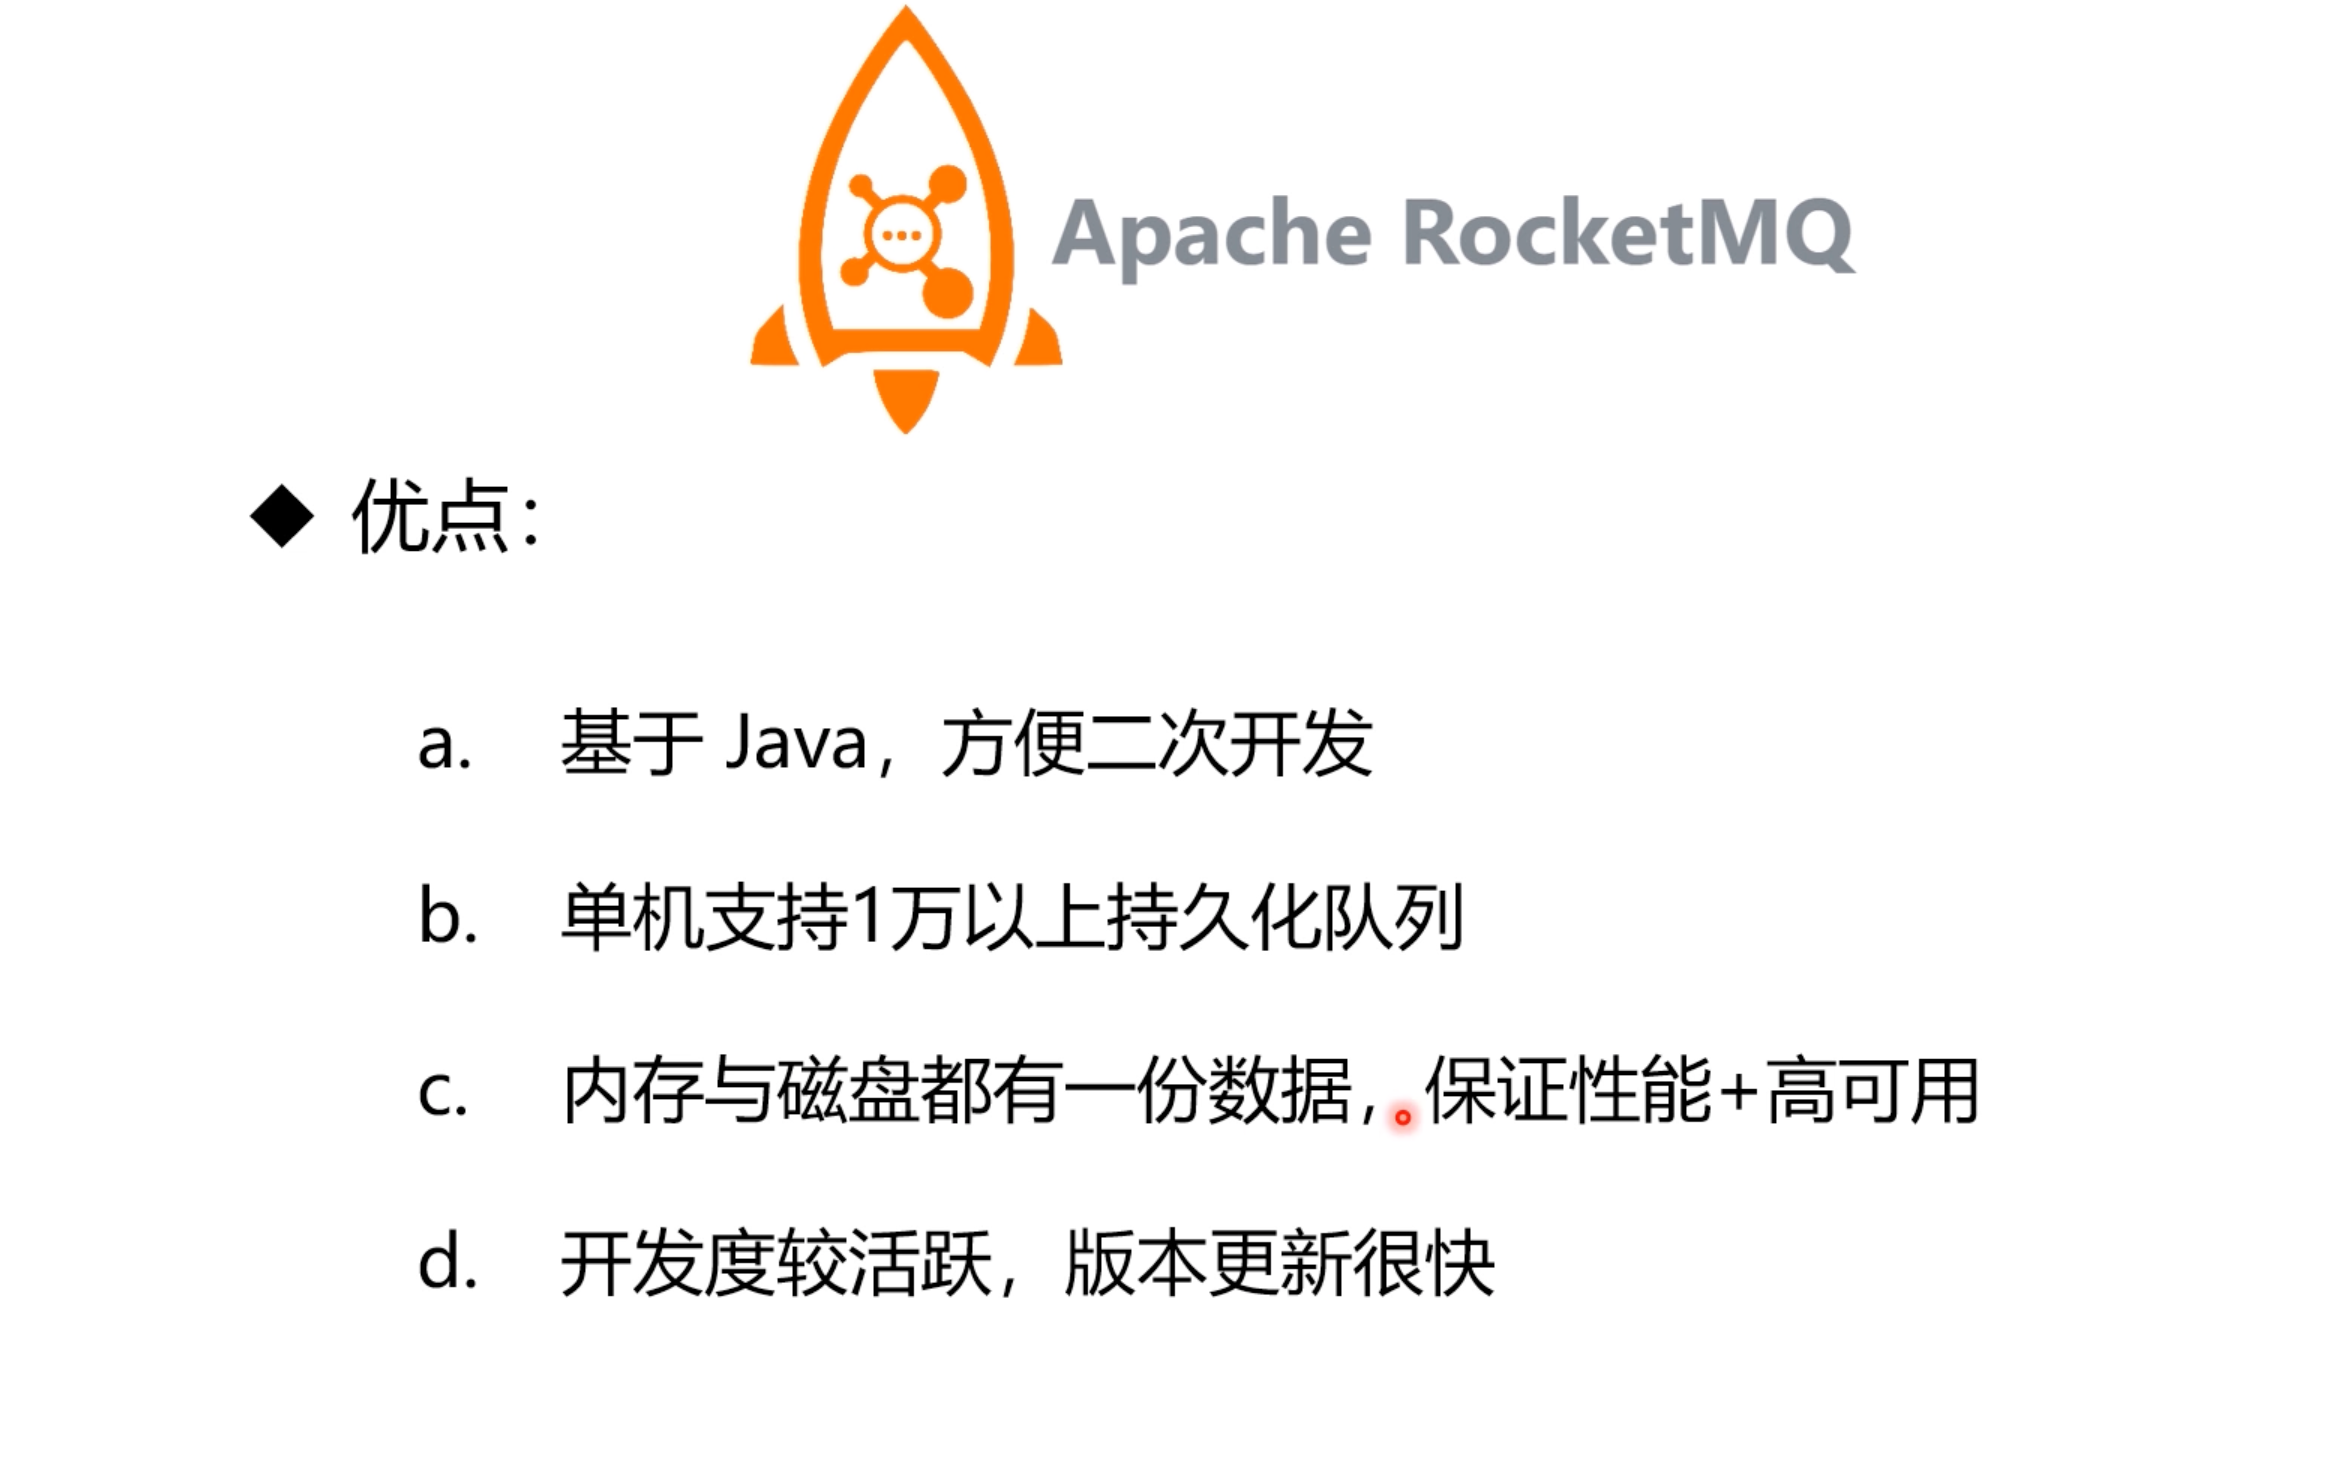 Apache RocketMQ
◆ 优点：
a. 基于 Java，方便二次开发
b. 单机支持1万以上持久化队列
c. 内存与磁盘都有一份数据，保证性能+高可用
d. 开发度较活跃，版本更新很快